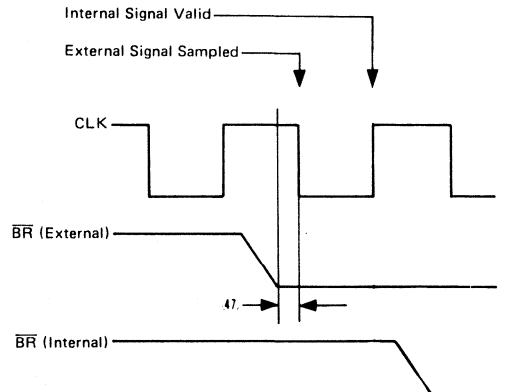 Internal Signal Valid
External Signal Sampled
CLK
BR (External)
47
BR (Internal)